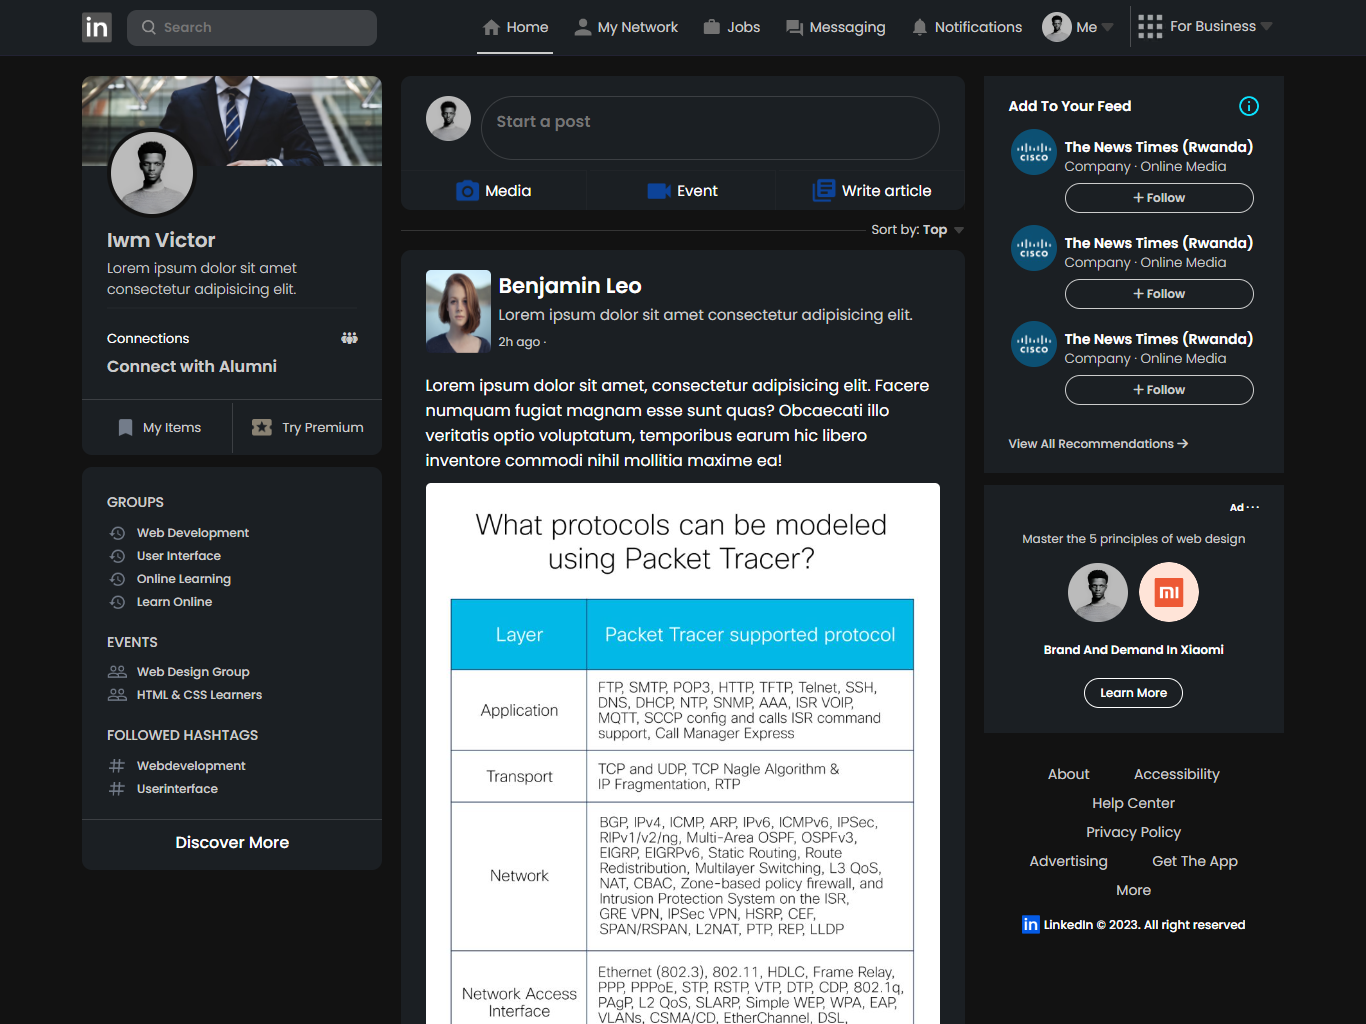 in
Search
Home
My Network
Jobs
Messaging
Notifications
Me
For Business
Iwm Victor
Lorem ipsum dolor sit amet
consectetur adipisicing elit.
Connections
Connect with Alumni
My Items
Try Premium
GROUPS
Web Development
User Interface
Online Learning
Learn Online
EVENTS
Web Design Group
HTML & CSS Learners
FOLLOWED HASHTAGS
Webdevelopment
Userinterface
Discover More
Start a post
Media
Event
Write article
Sort by: Top
Benjamin Leo
Lorem ipsum dolor sit amet consectetur adipisicing elit.
2h ago ·
Lorem ipsum dolor sit amet, consectetur adipisicing elit. Facere
numquam fugiat magnam esse sunt quas? Obcaecati illo
veritatis optio voluptatum, temporibus earum hic libero
inventore commodi nihil mollitia maxime ea!
What protocols can be modeled
using Packet Tracer?
Layer
Packet Tracer supported protocol
Application
FTP, SMTP, POP3, HTTP, TFTP, Telnet, SSH,
DNS, DHCP, NTP, SNMP, AAA, ISR VOIP,
MQTT, SCCP config and calls ISR command
support, Call Manager Express
Transport
TCP and UDP, TCP Nagle Algorithm &
IP Fragmentation, RTP
Network
BGP, IPv4, ICMP, ARP, IPv6, ICMPv6, IPSec,
RIPv1/v2/ng, Multi-Area OSPF, OSPFv3,
EIGRP, EIGRPv6, Static Routing, Route
Redistribution, Multilayer Switching, L3 QoS,
NAT, CBAC, Zone-based policy firewall, and
Intrusion Protection System on the ISR,
GRE VPN, IPSec VPN, HSRP, CEF,
SPAN/RSPAN, L2NAT, PTP, REP, LLDP
Network Access
Interface
Ethernet (802.3), 802.11, HDLC, Frame Relay,
PPP, PPPoE, STP, RSTP, VTP, DTP, CDP, 802.1q,
PAgP, L2 QoS, SLARP, Simple WEP, WPA, EAP,
VLANs, CSMA/CD, EtherChannel, DSL,
Add To Your Feed
CISCO
The News Times (Rwanda)
Company · Online Media
+ Follow
CISCO
The News Times (Rwanda)
Company · Online Media
+ Follow
CISCO
The News Times (Rwanda)
Company · Online Media
+ Follow
View All Recommendations →
Ad ···
Master the 5 principles of web design
mi
Brand And Demand In Xiaomi
Learn More
About
Accessibility
Help Center
Privacy Policy
Advertising
Get The App
More
in LinkedIn © 2023. All right reserved